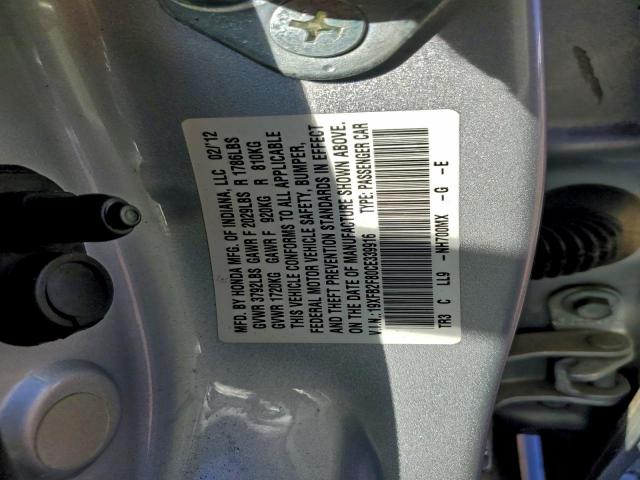 MFD. BY HONDA MFG. OF INDIANA, LLC 02/12
GVWR 3792LBS GAWR F 2029LBS R 1786LBS
GVWR 1720KG GAWR F 920KG R 810KG
THIS VEHICLE CONFORMS TO ALL APPLICABLE
FEDERAL MOTOR VEHICLE SAFETY, BUMPER,
AND THEFT PREVENTION STANDARDS IN EFFECT
ON THE DATE OF MANUFACTURE SHOWN ABOVE.
V.I.N.: 19XFB2F80CE339916 TYPE: PASSENGER CAR
TR3 C LL9 -NH700MX -G -E